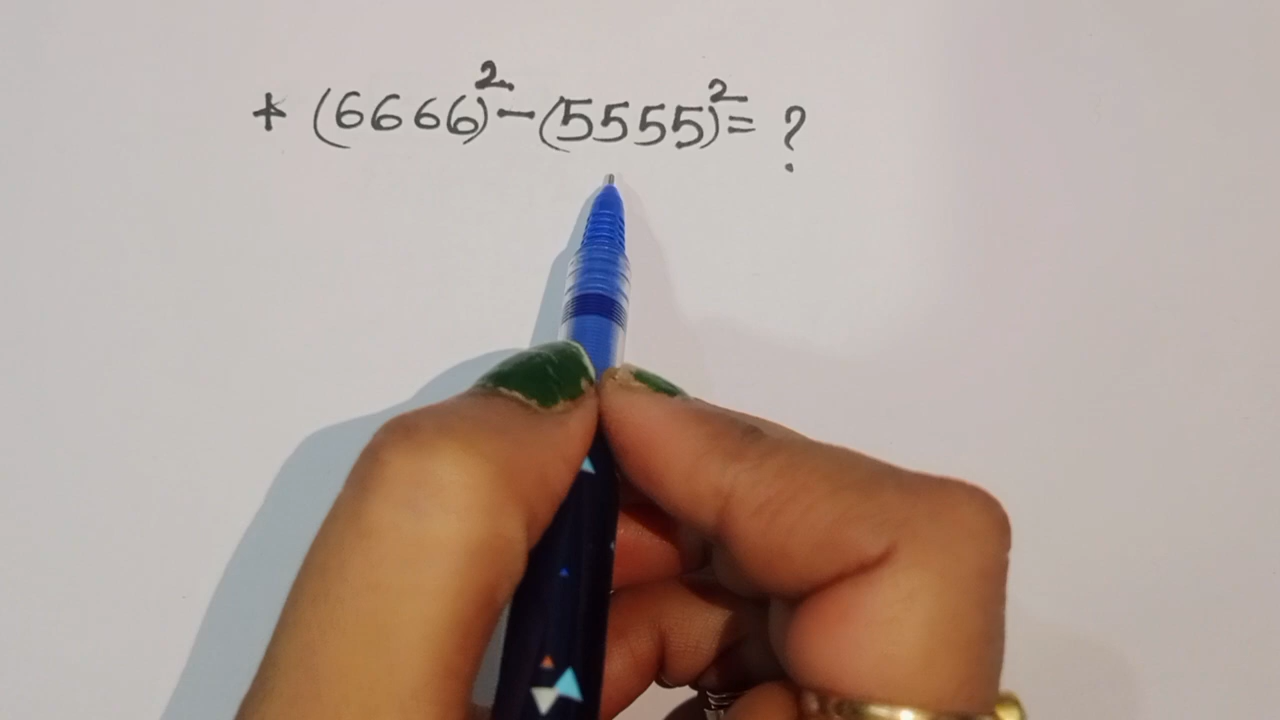 * (6666)² - (5555)² = ?